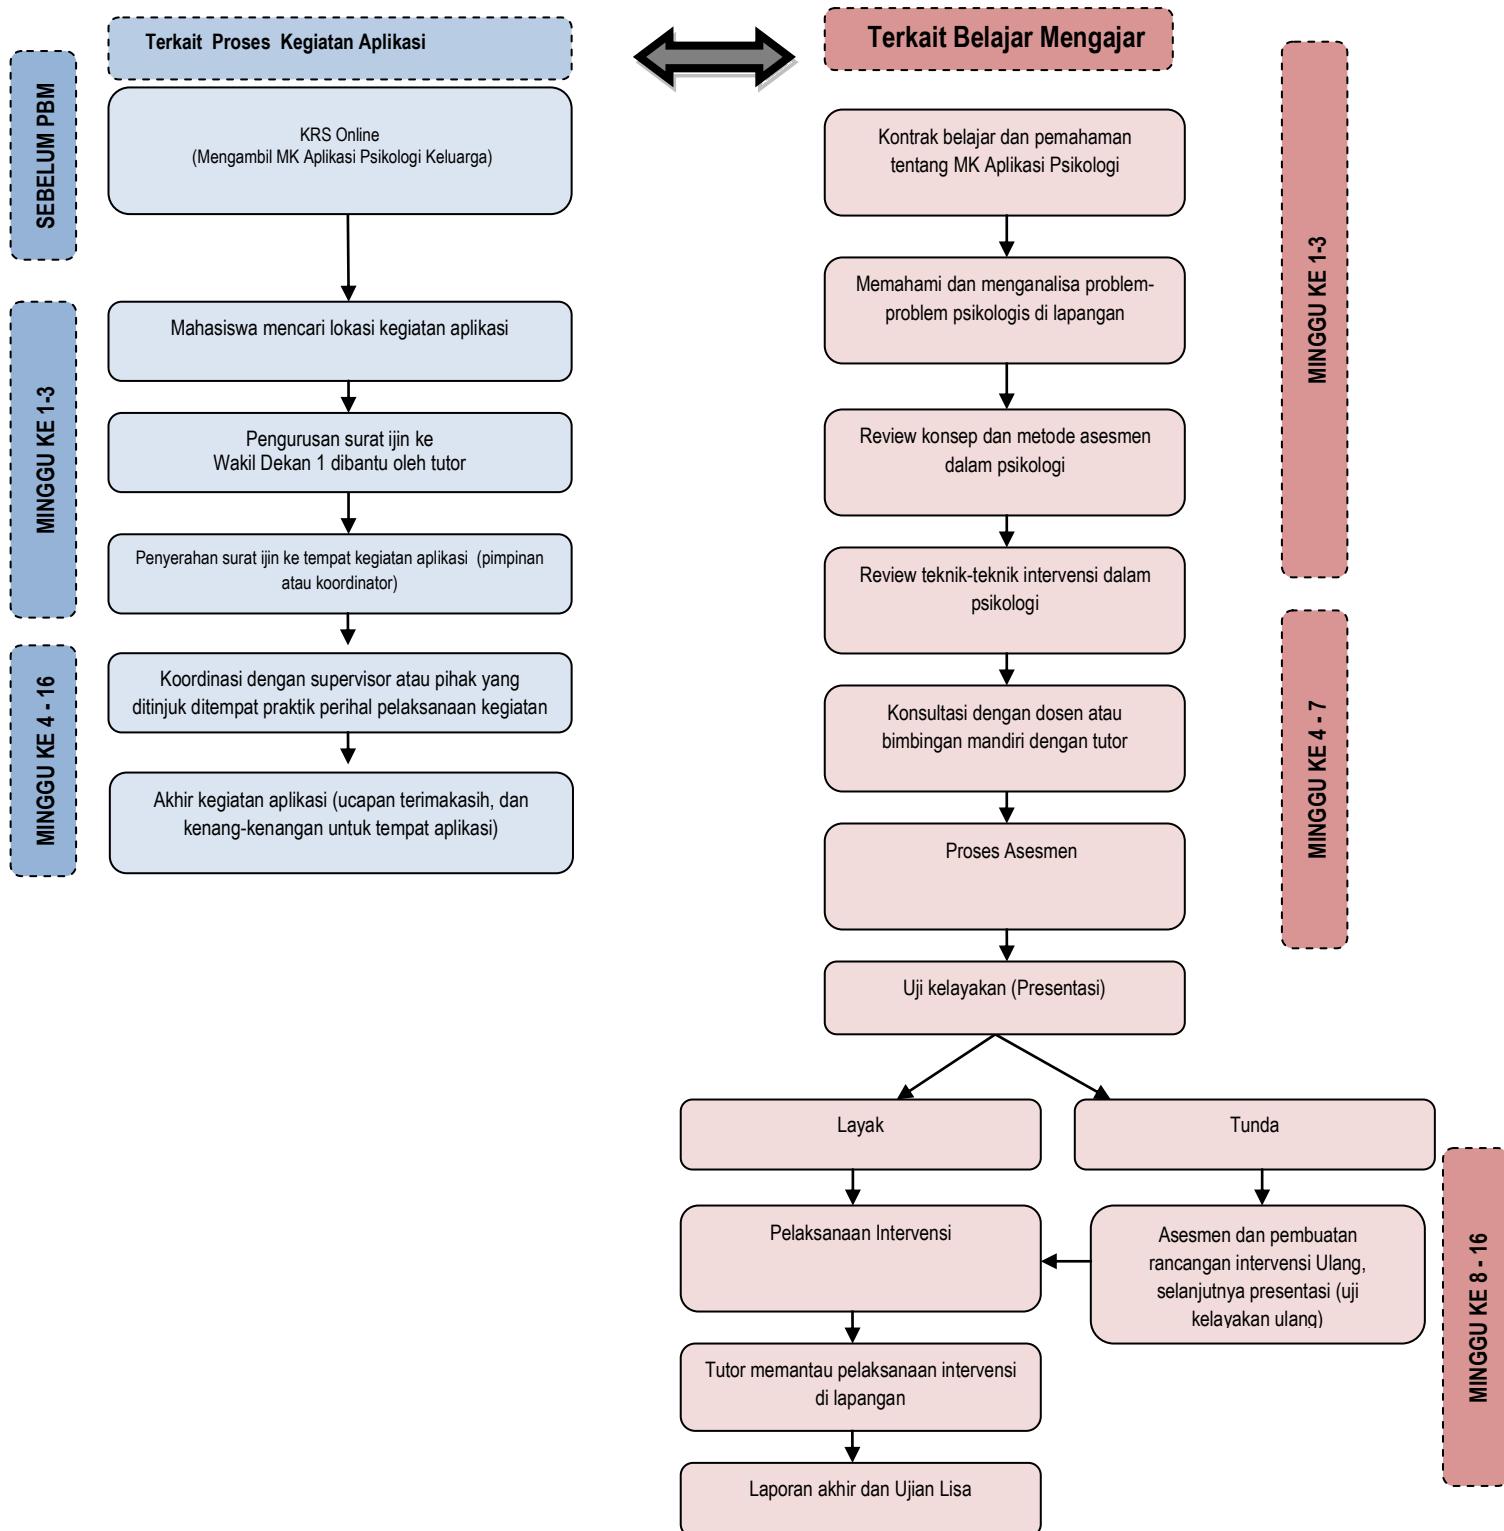 Terkait Proses Kegiatan Aplikasi
SEBELUM PBM
KRS Online
(Mengambil MK Aplikasi Psikologi Keluarga)
MINGGU KE 1-3
Mahasiswa mencari lokasi kegiatan aplikasi
Pengurusan surat ijin ke
Wakil Dekan 1 dibantu oleh tutor
Penyerahan surat ijin ke tempat kegiatan aplikasi (pimpinan
atau koordinator)
MINGGU KE 4 - 16
Koordinasi dengan supervisor atau pihak yang
ditinjuk ditempat praktik perihal pelaksanaan kegiatan
Akhir kegiatan aplikasi (ucapan terimakasih, dan
kenang-kenangan untuk tempat aplikasi)
Terkait Belajar Mengajar
MINGGU KE 1-3
Kontrak belajar dan pemahaman
tentang MK Aplikasi Psikologi
Memahami dan menganalisa problem-
problem psikologis di lapangan
Review konsep dan metode asesmen
dalam psikologi
Review teknik-teknik intervensi dalam
psikologi
MINGGU KE 4 - 7
Konsultasi dengan dosen atau
bimbingan mandiri dengan tutor
Proses Asesmen
Uji kelayakan (Presentasi)
Layak
Tunda
MINGGU KE 8 - 16
Pelaksanaan Intervensi
Asesmen dan pembuatan
rancangan intervensi Ulang,
selanjutnya presentasi (uji
kelayakan ulang)
Tutor memantau pelaksanaan intervensi
di lapangan
Laporan akhir dan Ujian Lisa